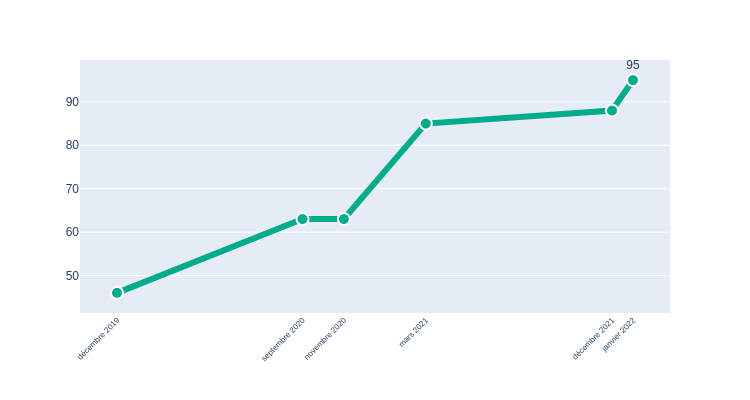 95
90
80
70
60
50
décembre 2019
septembre 2020
novembre 2020
mars 2021
décembre 2021
janvier 2022